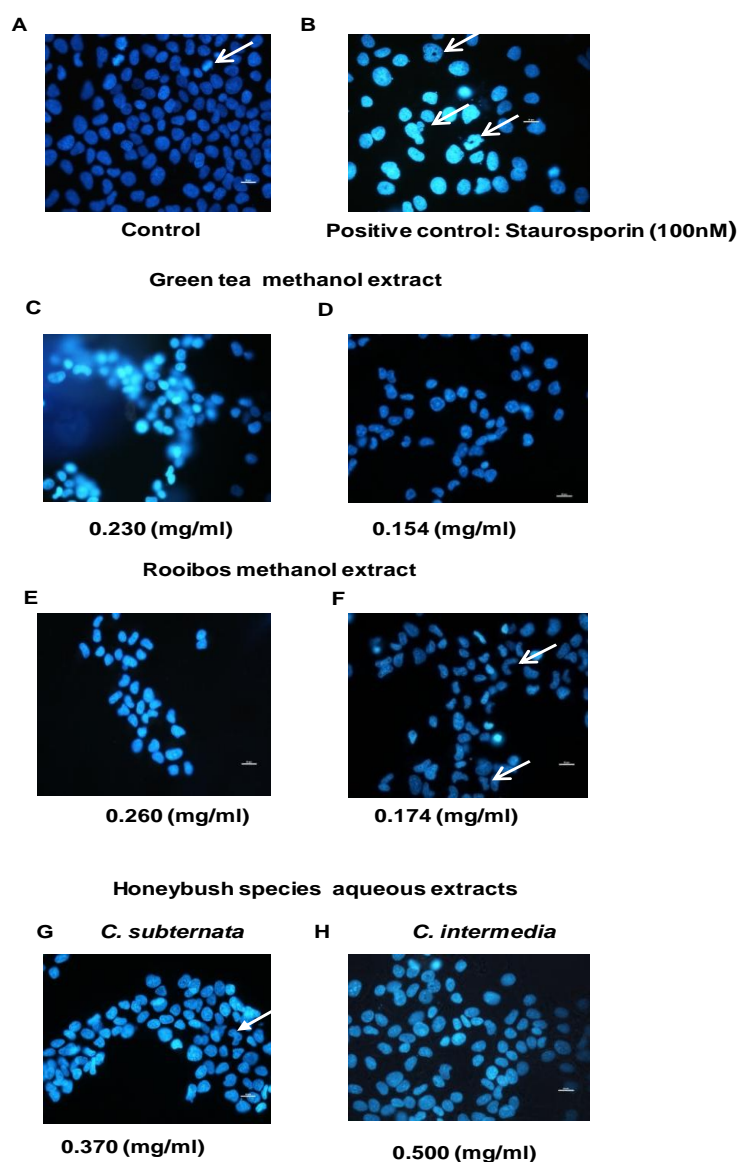 A B
Control Positive control: Staurosporin (100nM)
Green tea methanol extract
C D
0.230 (mg/ml) 0.154 (mg/ml)
Rooibos methanol extract
E F
0.260 (mg/ml) 0.174 (mg/ml)
Honeybush species aqueous extracts
G C. subternata H C. intermedia
0.370 (mg/ml) 0.500 (mg/ml)